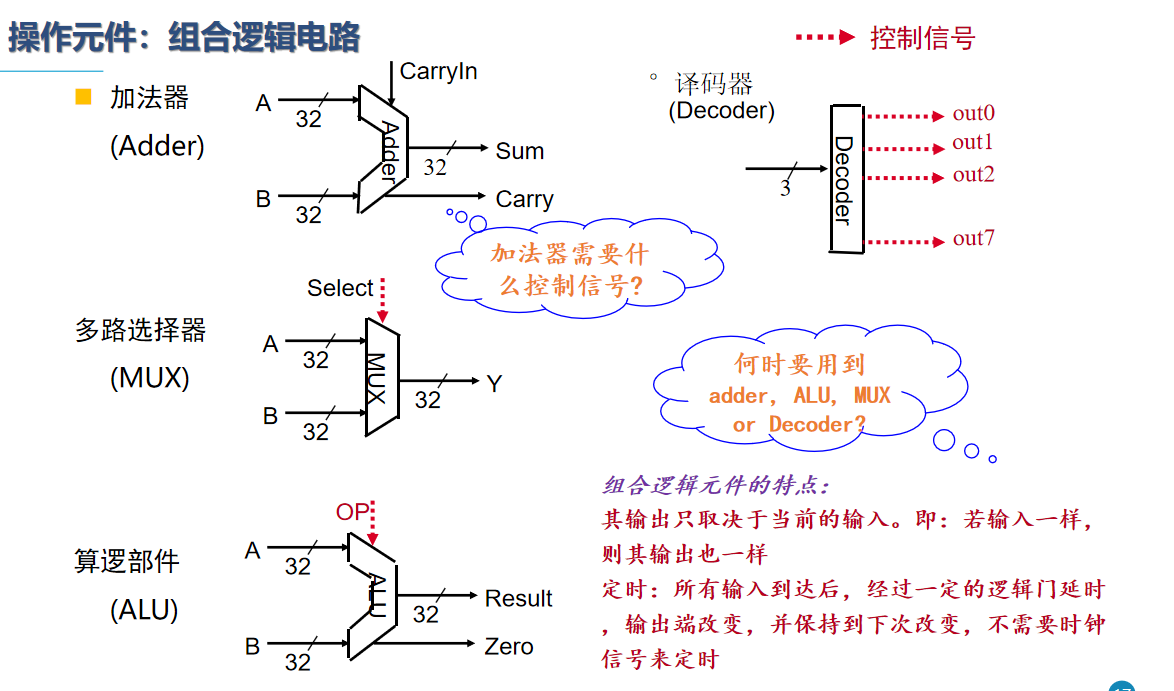 操作元件：组合逻辑电路
控制信号
加法器
(Adder)
A
32
B
32
CarryIn
Adder
32
Sum
Carry
译码器
(Decoder)
3
Decoder
out0
out1
out2
out7
加法器需要什
么控制信号?
多路选择器
(MUX)
Select
A
32
B
32
MUX
32
Y
何时要用到
adder, ALU, MUX
or Decoder?
算逻部件
(ALU)
OP
A
32
B
32
ALU
32
Result
Zero
组合逻辑元件的特点：
其输出只取决于当前的输入。即：若输入一样，
则其输出也一样
定时：所有输入到达后，经过一定的逻辑门延时
，输出端改变，并保持到下次改变，不需要时钟
信号来定时